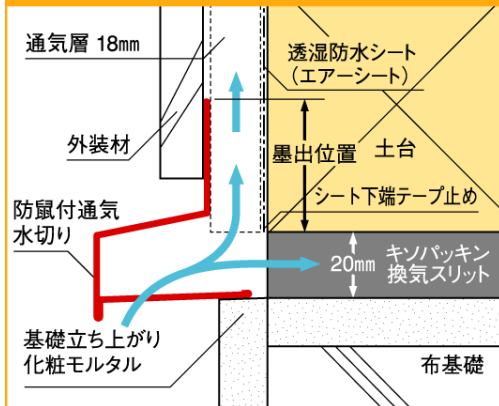 通気層 18mm
透湿防水シート
（エアーシート）
外装材
墨出位置
土台
シート下端テープ止め
防鼠付通気
水切り
20mm
キソパッキン
換気スリット
基礎立ち上がり
化粧モルタル
布基礎